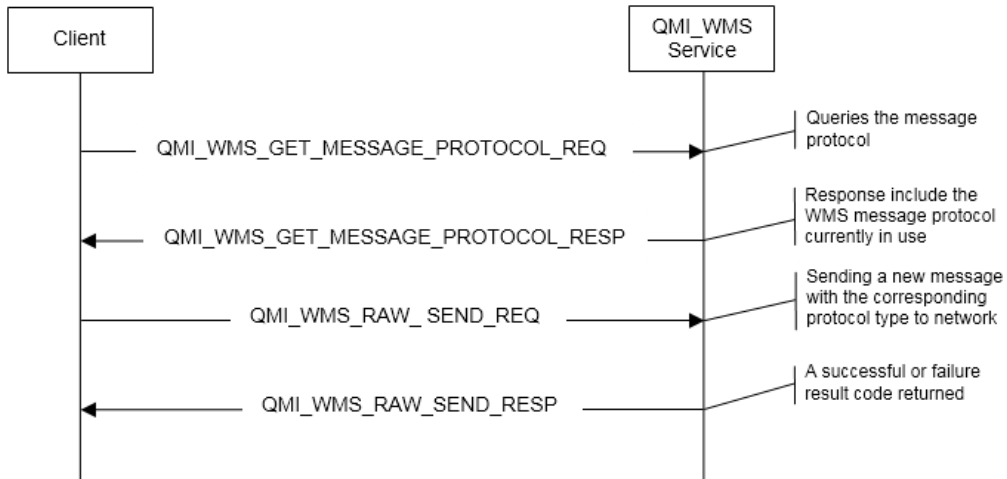 Client
QMI_WMS
Service
QMI_WMS_GET_MESSAGE_PROTOCOL_REQ
Queries the message
protocol
QMI_WMS_GET_MESSAGE_PROTOCOL_RESP
Response include the
WMS message protocol
currently in use
QMI_WMS_RAW_ SEND_REQ
Sending a new message
with the corresponding
protocol type to network
QMI_WMS_RAW_SEND_RESP
A successful or failure
result code returned